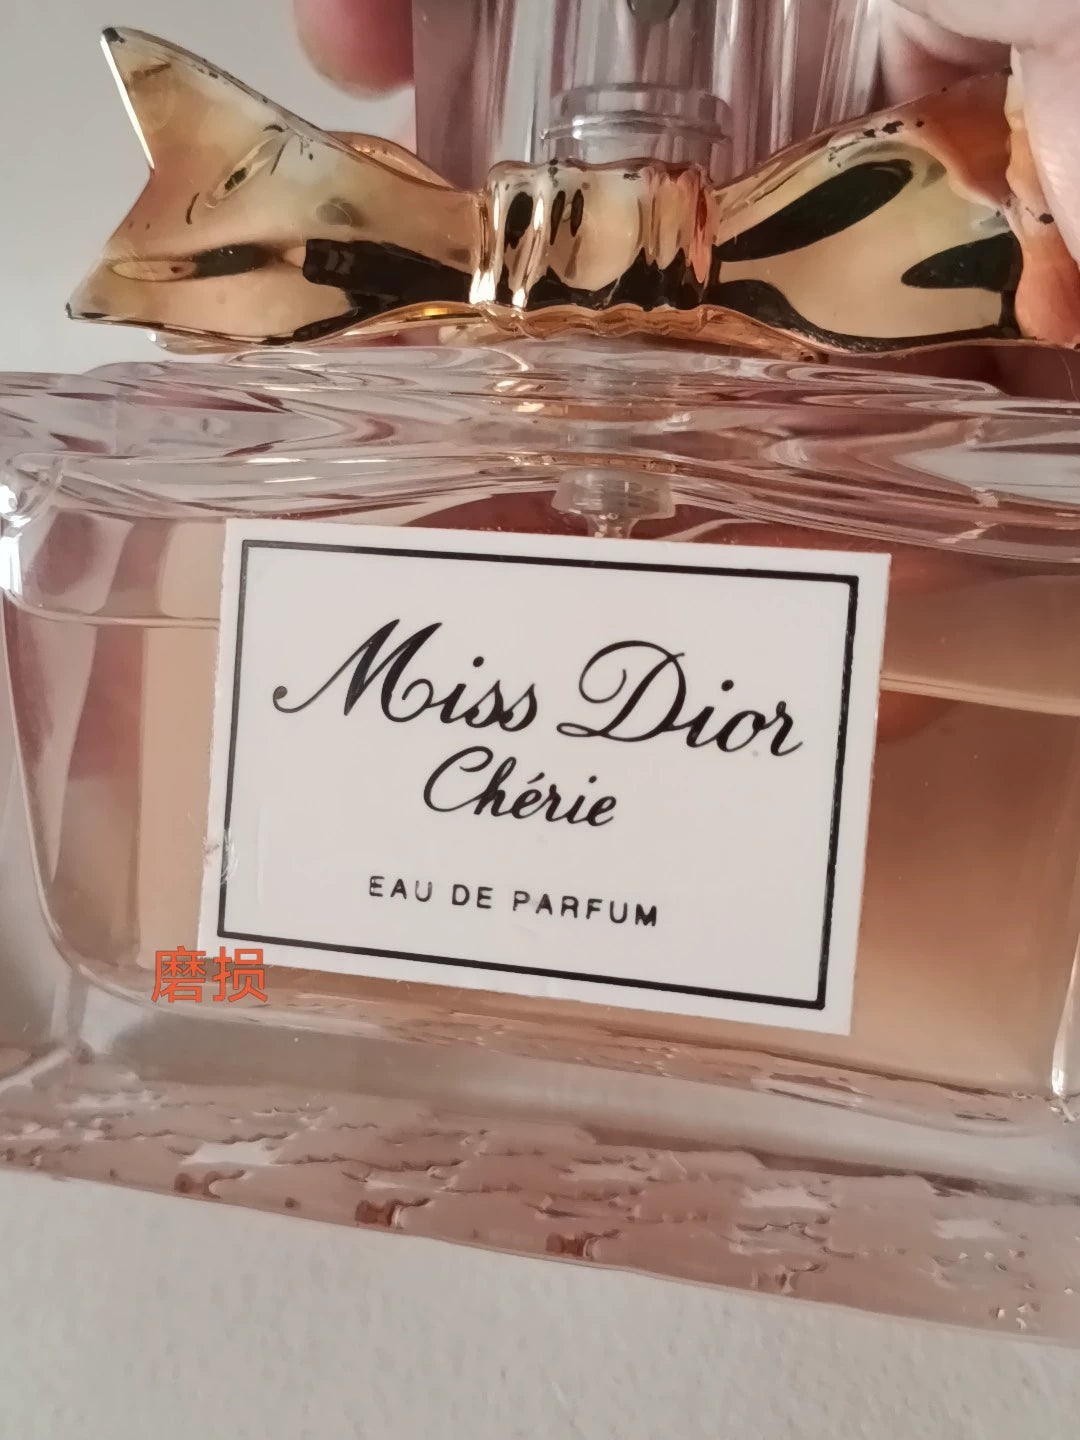 Miss Dior
Chérie
EAU DE PARFUM
磨损